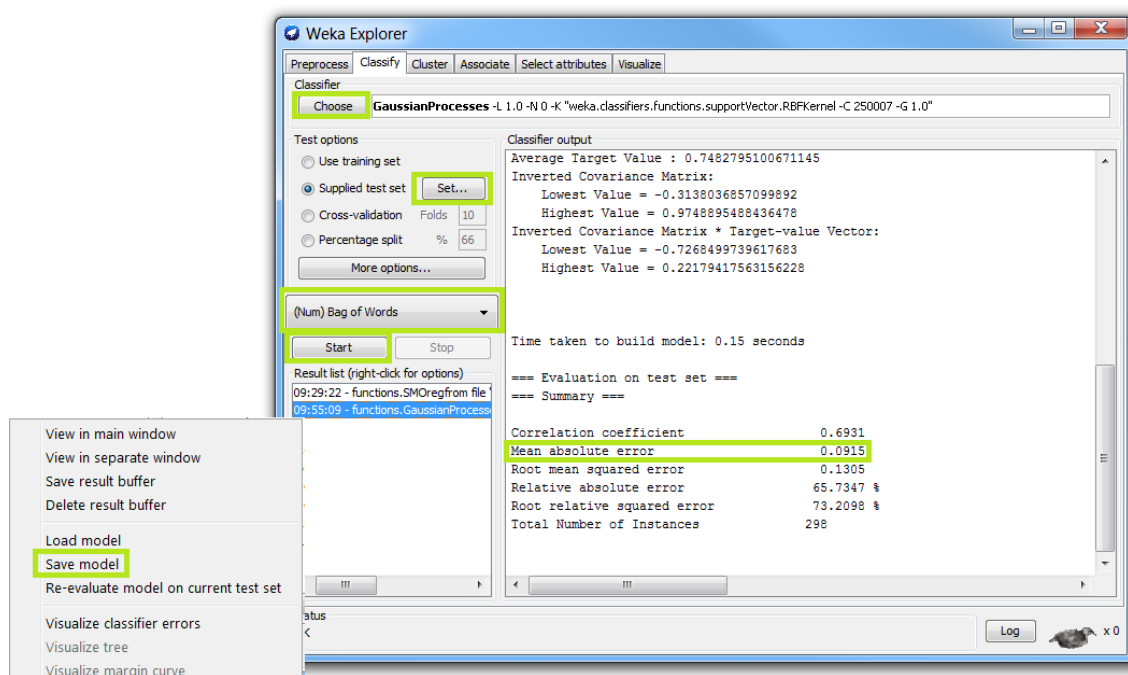 Weka Explorer
Preprocess Classify Cluster Associate Select attributes Visualize
Classifier
Choose GaussianProcesses -L 1.0 -N 0 -K "weka.classifiers.functions.supportVector.RBFKernel -C 250007 -G 1.0"
Test options
Use training set
Supplied test set Set...
Cross-validation Folds 10
Percentage split % 66
More options...
(Num) Bag of Words
Start Stop
Result list (right-click for options)
09:29:22 - functions.SMOregfrom file '
09:55:09 - functions.GaussianProcesse
Classifier output
Average Target Value : 0.7482795100671145
Inverted Covariance Matrix:
Lowest Value = -0.3138036857099892
Highest Value = 0.9748895488436478
Inverted Covariance Matrix * Target-value Vector:
Lowest Value = -0.7268499739617683
Highest Value = 0.22179417563156228
Time taken to build model: 0.15 seconds
=== Evaluation on test set ===
=== Summary ===
Correlation coefficient 0.6931
Mean absolute error 0.0915
Root mean squared error 0.1305
Relative absolute error 65.7347 %
Root relative squared error 73.2098 %
Total Number of Instances 298
View in main window
View in separate window
Save result buffer
Delete result buffer
Load model
Save model
Re-evaluate model on current test set
Visualize classifier errors
Visualize tree
Visualize margin curve
atus
Log x 0